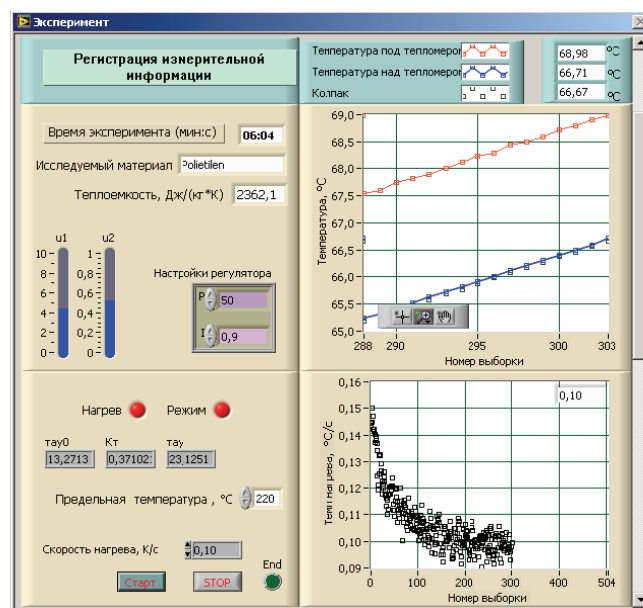 Эксперимент
Регистрация измерительной
информации
Температура под тепломером
Температура над тепломером
Колпак
68,98 °C
66,71 °C
66,67 °C
Время эксперимента (мин:с) 06:04
Исследуемый материал Polietilen
Теплоемкость, Дж/(кг*К) 2362,1
u1 u2
10 1
8 0,8
6 0,6
4 0,4
2 0,2
0 0
Настройки регулятора
P 50
I 0,9
Температура, °C
69,0
68,5
68,0
67,5
67,0
66,5
66,0
65,5
65,0
288 290 295 300 303
Номер выборки
Нагрев Режим
тау0 Кт тау
13,2713 0,37102 23,1251
Предельная температура , °C 220
Скорость нагрева, К/с 0,10
End
Старт STOP
Темп нагрева, °C/c
0,16
0,15
0,14
0,13
0,12
0,11
0,10
0,09
0,10
0 100 200 300 400 504
Номер выборки